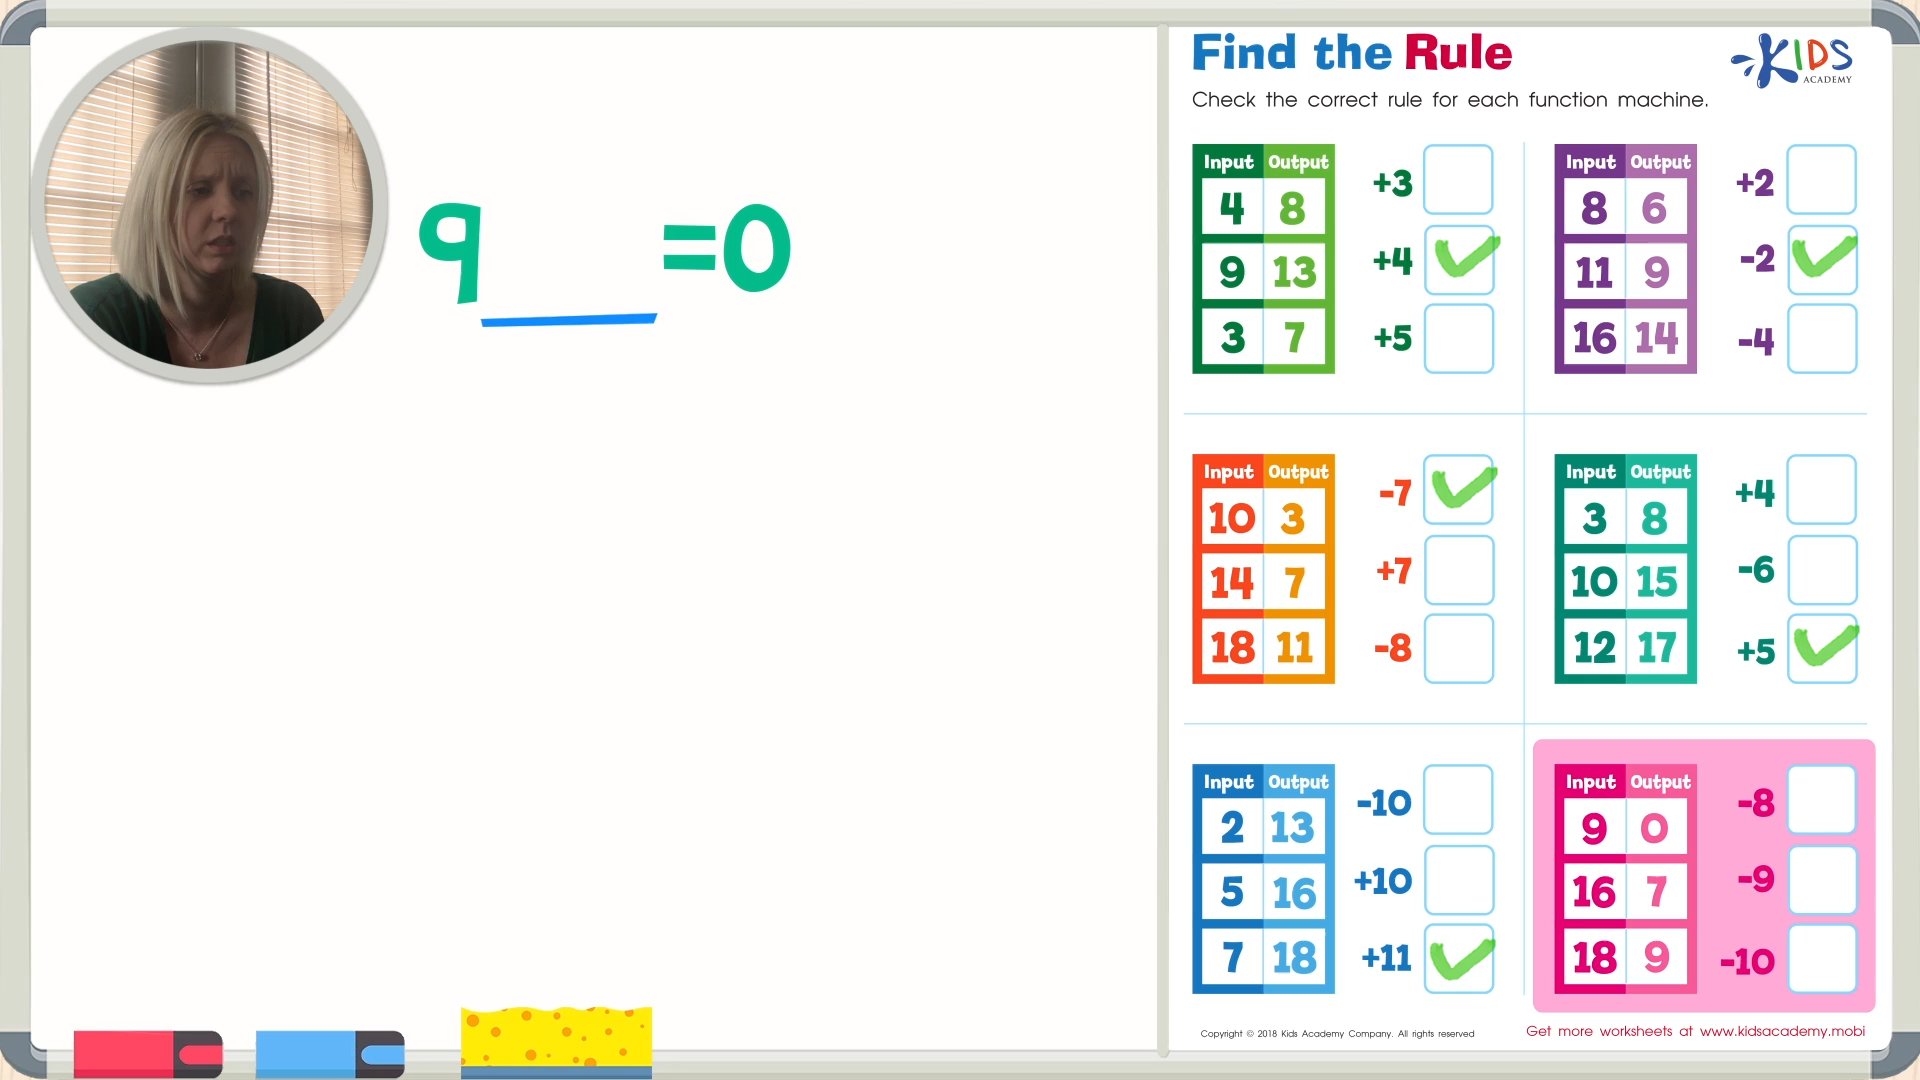 9 ___ =0
Find the Rule
KIDS
ACADEMY
Check the correct rule for each function machine.
Input Output
4 8
9 13
3 7
+3
+4
+5
Input Output
8 6
11 9
16 14
+2
-2
-4
Input Output
10 3
14 7
18 11
-7
+7
-8
Input Output
3 8
10 15
12 17
+4
-6
+5
Input Output
2 13
5 16
7 18
-10
+10
+11
Input Output
9 0
16 7
18 9
-8
-9
-10
Copyright © 2018 Kids Academy Company. All rights reserved
Get more worksheets at www.kidsacademy.mobi